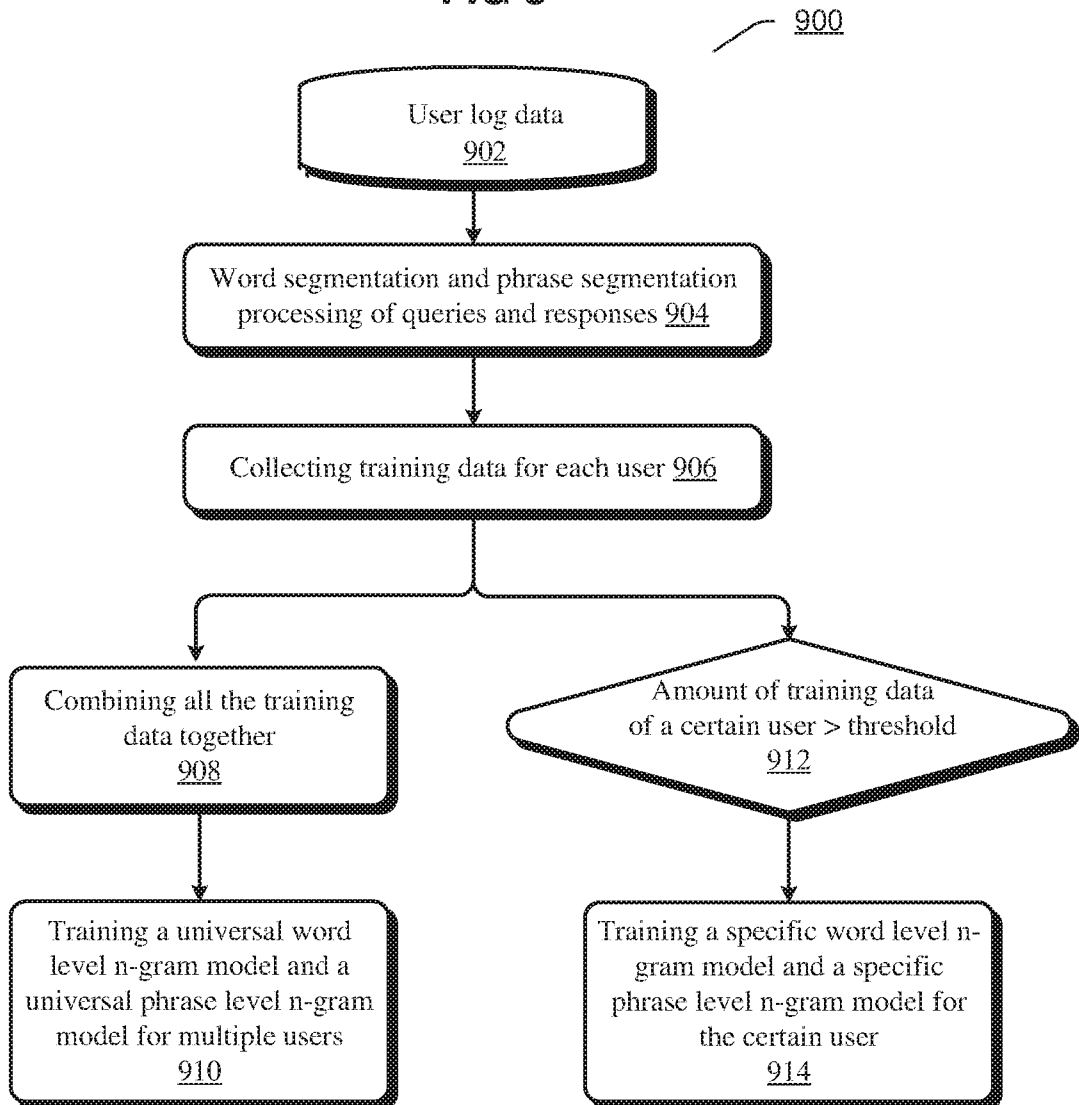 900
User log data
902
Word segmentation and phrase segmentation
processing of queries and responses 904
Collecting training data for each user 906
Combining all the training
data together
908
Amount of training data
of a certain user > threshold
912
Training a universal word
level n-gram model and a
universal phrase level n-gram
model for multiple users
910
Training a specific word level n-
gram model and a specific
phrase level n-gram model for
the certain user
914